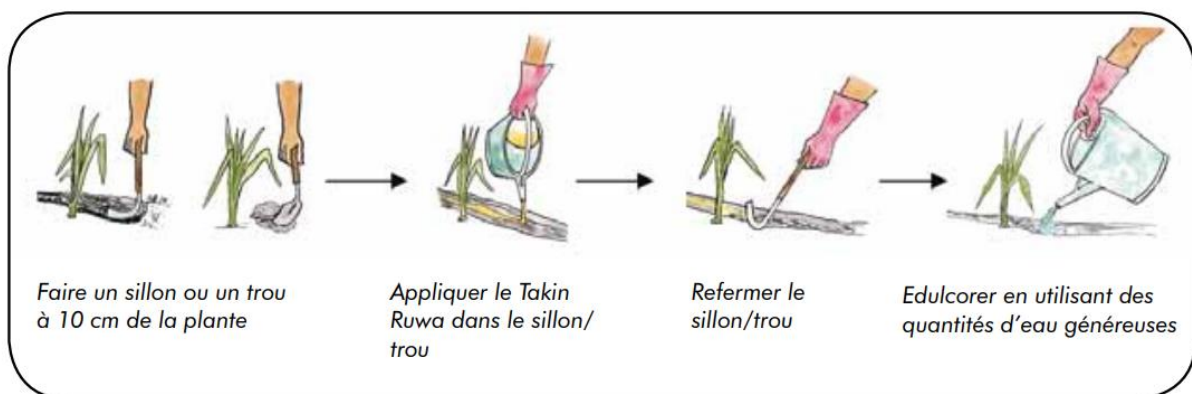 Faire un sillon ou un trou
à 10 cm de la plante
Appliquer le Takin
Ruwa dans le sillon/
trou
Refermer le
sillon/trou
Edulcorer en utilisant des
quantités d'eau généreuses